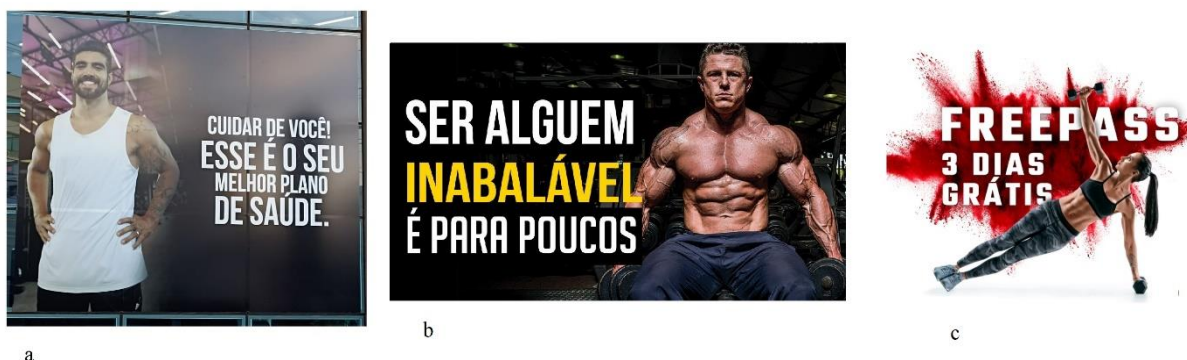 CUIDAR DE VOCÊ!
ESSE É O SEU
MELHOR PLANO
DE SAÚDE.
a
SER ALGUEM
INABALÁVEL
É PARA POUCOS
b
FREEPASS
3 DIAS
GRÁTIS
c